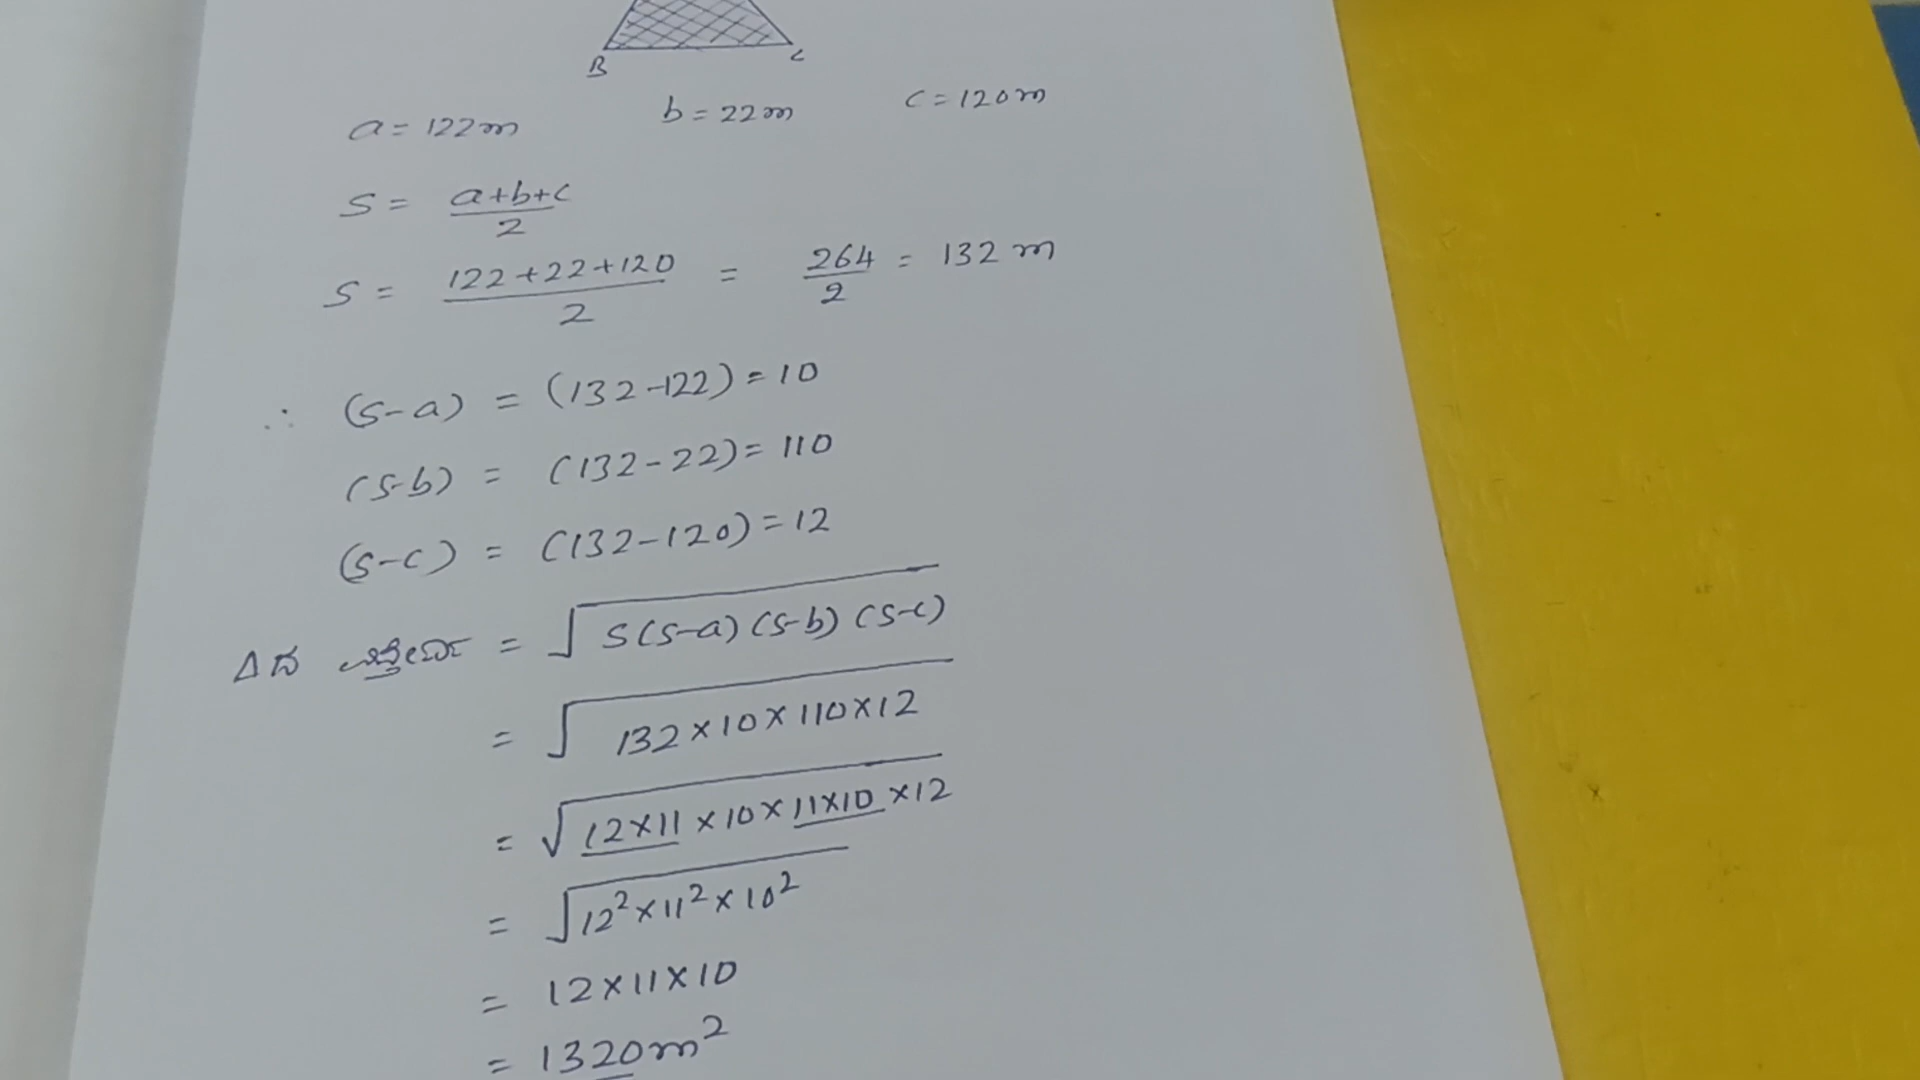 B C
a = 122m b = 22m c = 120m
S = a+b+c/2
S = 122+22+120/2 = 264/2 = 132 m
∴ (s-a) = (132-122) = 10
(s-b) = (132-22) = 110
(s-c) = (132-120) = 12
Δದ ವಿಸ್ತೀರ್ಣ = √s(s-a)(s-b)(s-c)
= √132×10×110×12
= √12×11×10×11×10×12
= √12²×11²×10²
= 12×11×10
= 1320m²